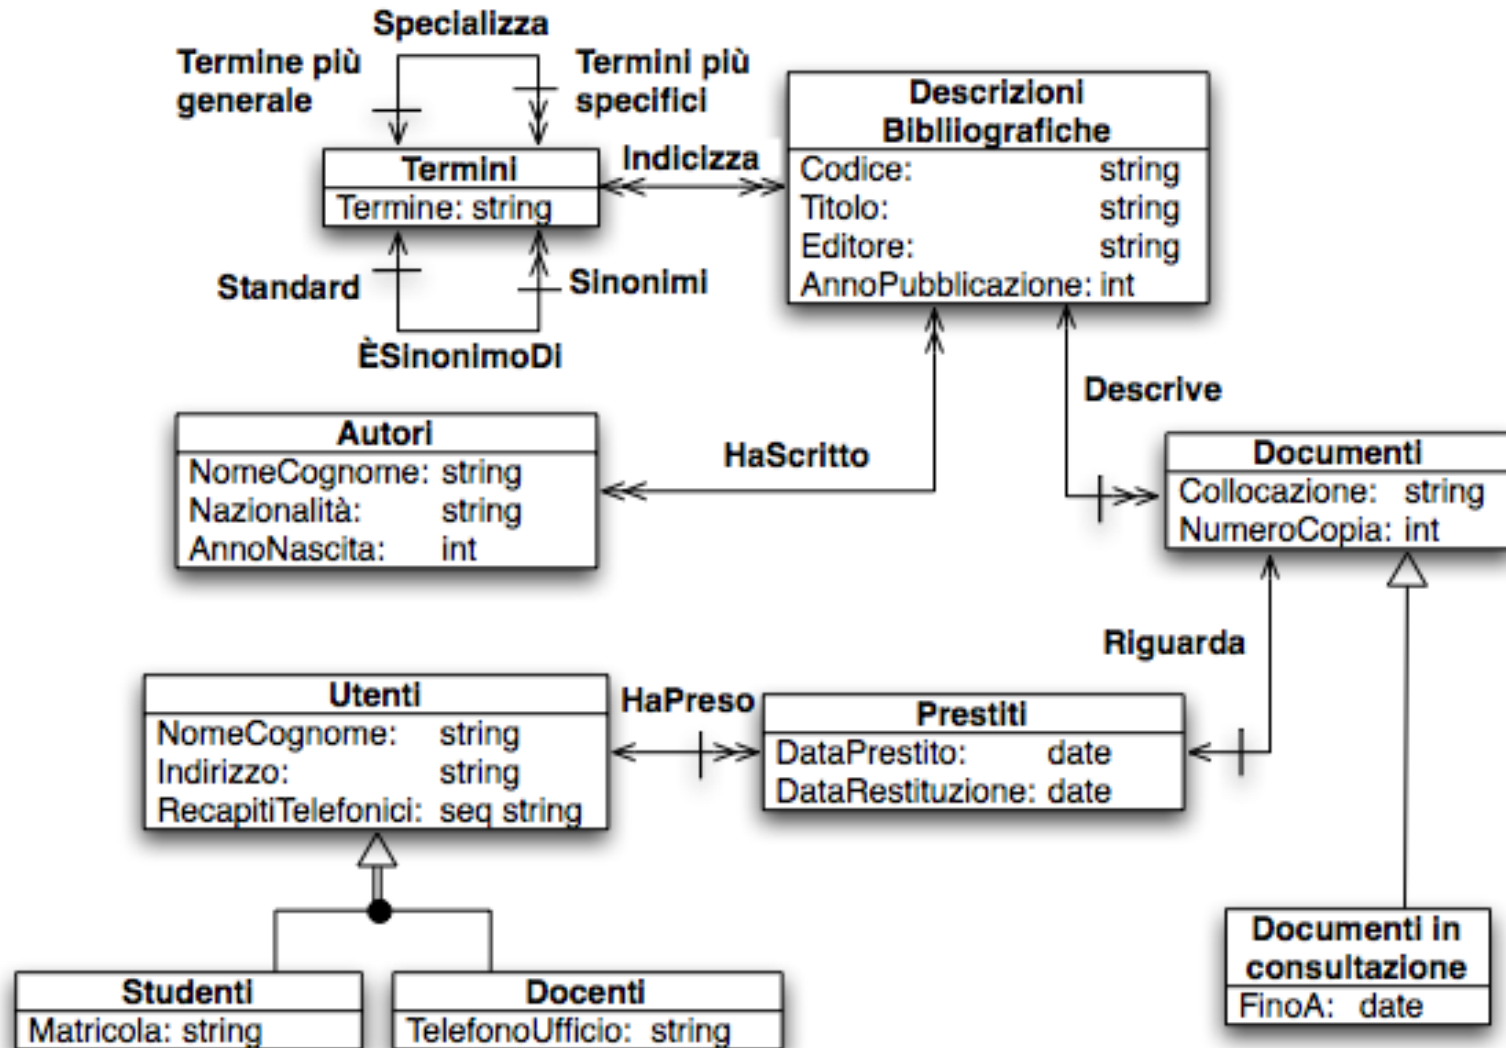 Specializza
Termine più
generale
Termini più
specifici
Termini
Termine: string
Indicizza
Descrizioni
Bibliiografiche
Codice: string
Titolo: string
Editore: string
AnnoPubblicazione: int
Standard
Sinonimi
ÈSinonimoDi
Descrive
Autori
NomeCognome: string
Nazionalità: string
AnnoNascita: int
HaScritto
Documenti
Collocazione: string
NumeroCopia: int
Riguarda
Utenti
NomeCognome: string
Indirizzo: string
RecapitiTelefonici: seq string
HaPreso
Prestiti
DataPrestito: date
DataRestituzione: date
Studenti
Matricola: string
Docenti
TelefonoUfficio: string
Documenti in
consultazione
FinoA: date